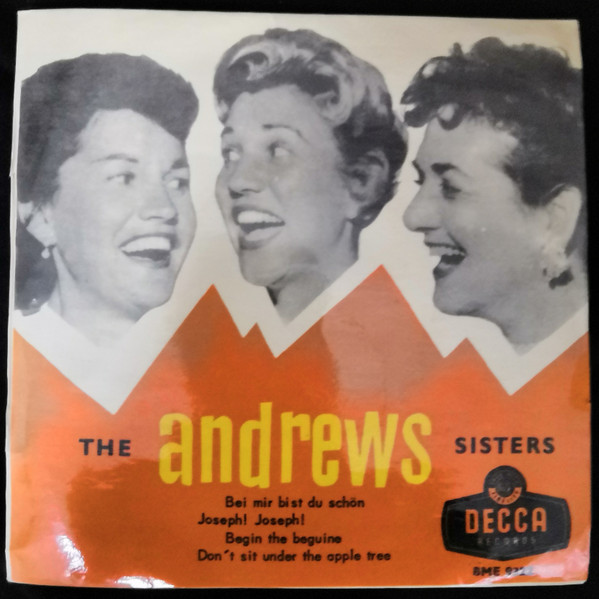 THE andrews SISTERS
Bei mir bist du schön
Joseph! Joseph!
Begin the beguine
Don't sit under the apple tree
DECCA
RECORDS
BME